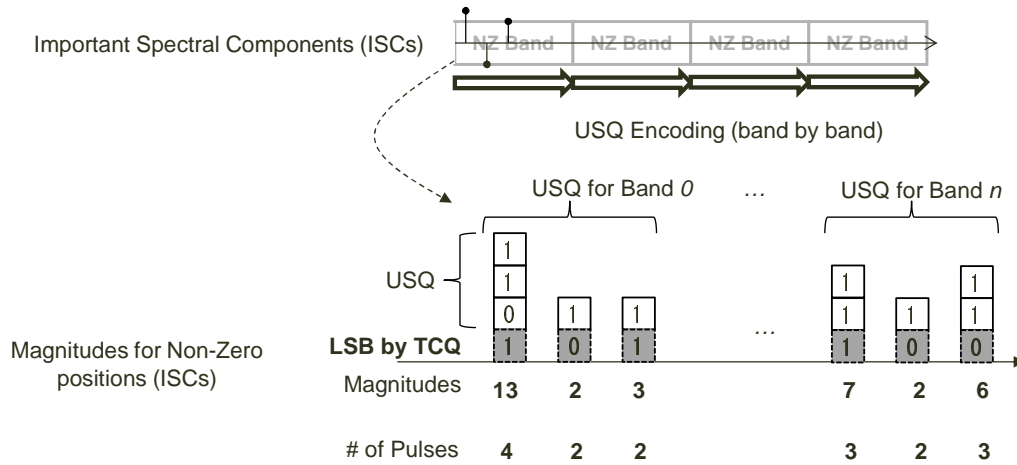 Important Spectral Components (ISCs)
NZ Band NZ Band NZ Band NZ Band
USQ Encoding (band by band)
USQ for Band 0 ... USQ for Band n
USQ
1
1 1 1
0 1 1 1 1 1
LSB by TCQ 1 0 1 ... 1 0 0
Magnitudes for Non-Zero
positions (ISCs)
Magnitudes 13 2 3 7 2 6
# of Pulses 4 2 2 3 2 3